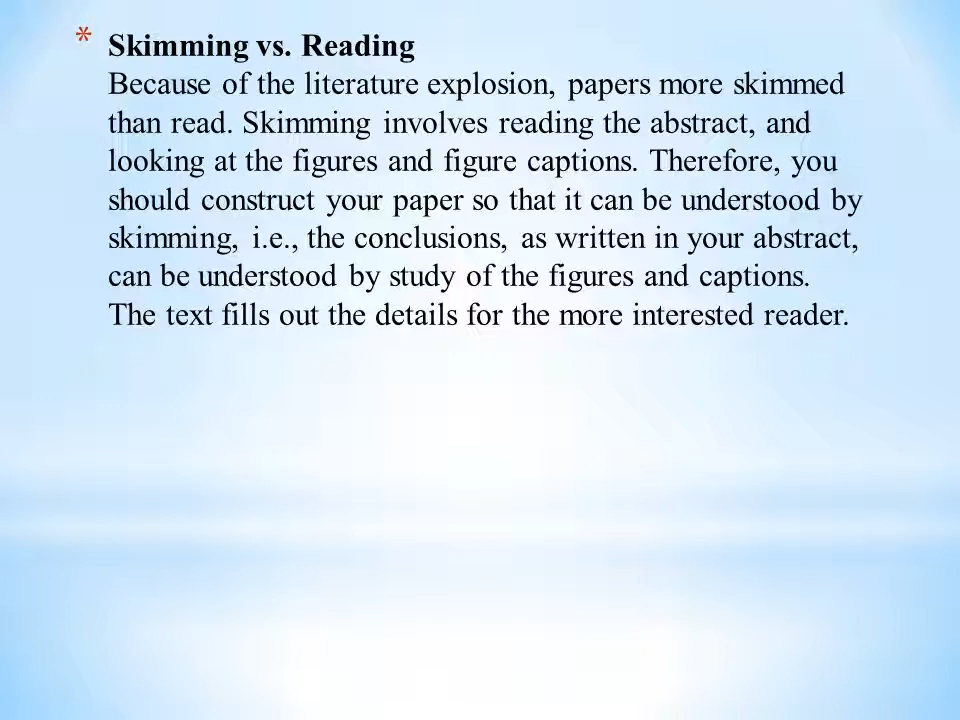 * Skimming vs. Reading
Because of the literature explosion, papers more skimmed
than read. Skimming involves reading the abstract, and
looking at the figures and figure captions. Therefore, you
should construct your paper so that it can be understood by
skimming, i.e., the conclusions, as written in your abstract,
can be understood by study of the figures and captions.
The text fills out the details for the more interested reader.